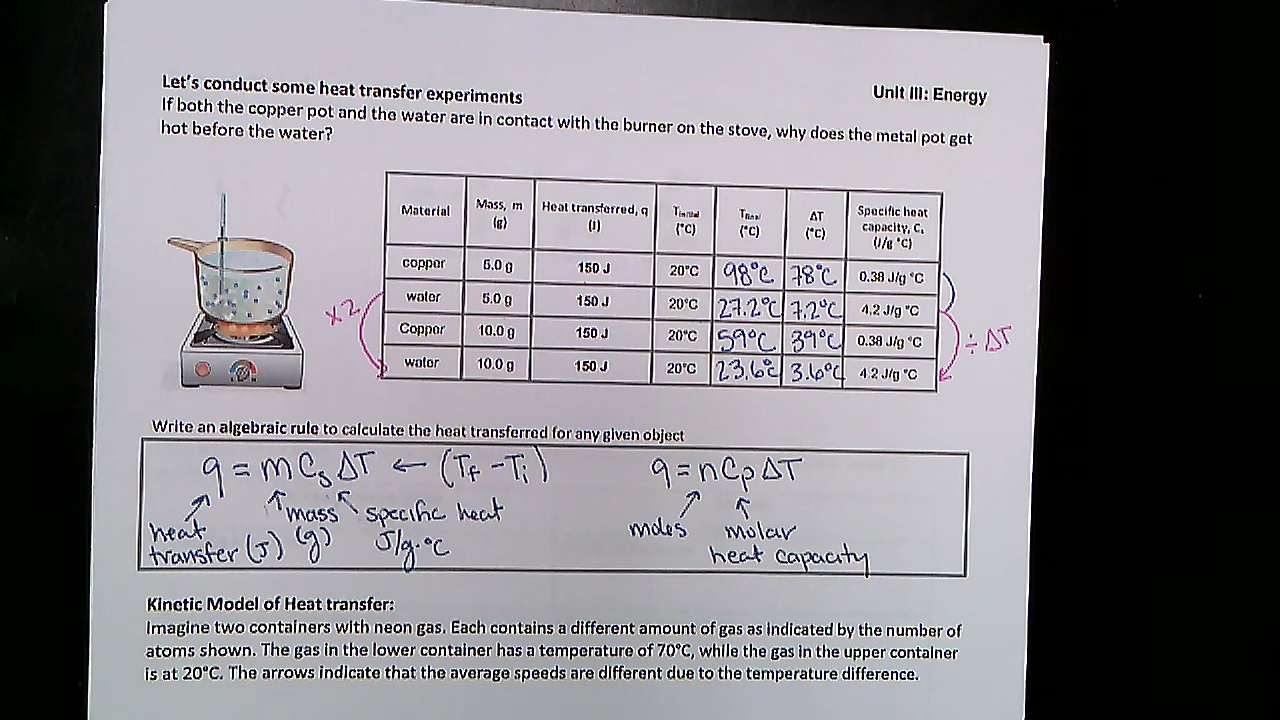 Let's conduct some heat transfer experiments
Unit III: Energy
If both the copper pot and the water are in contact with the burner on the stove, why does the metal pot get
hot before the water?
Material | Mass, m (g) | Heat transferred, q (J) | Tinitial (°C) | Tfinal (°C) | ΔT (°C) | Specific heat capacity, Cs (J/g °C)
copper | 5.0 g | 150 J | 20°C | 98°C | 78°C | 0.38 J/g °C
water | 5.0 g | 150 J | 20°C | 27.2°C | 7.2°C | 4.2 J/g °C
Copper | 10.0 g | 150 J | 20°C | 59°C | 39°C | 0.38 J/g °C
water | 10.0 g | 150 J | 20°C | 23.6°C | 3.6°C | 4.2 J/g °C
x2
÷ ΔT
Write an algebraic rule to calculate the heat transferred for any given object
q = m Cs ΔT ← (Tf - Ti)
heat transfer (J)
mass (g)
specific heat J/g·°C
q = n Cp ΔT
moles
molar heat capacity
Kinetic Model of Heat transfer:
Imagine two containers with neon gas. Each contains a different amount of gas as indicated by the number of
atoms shown. The gas in the lower container has a temperature of 70°C, while the gas in the upper container
is at 20°C. The arrows indicate that the average speeds are different due to the temperature difference.